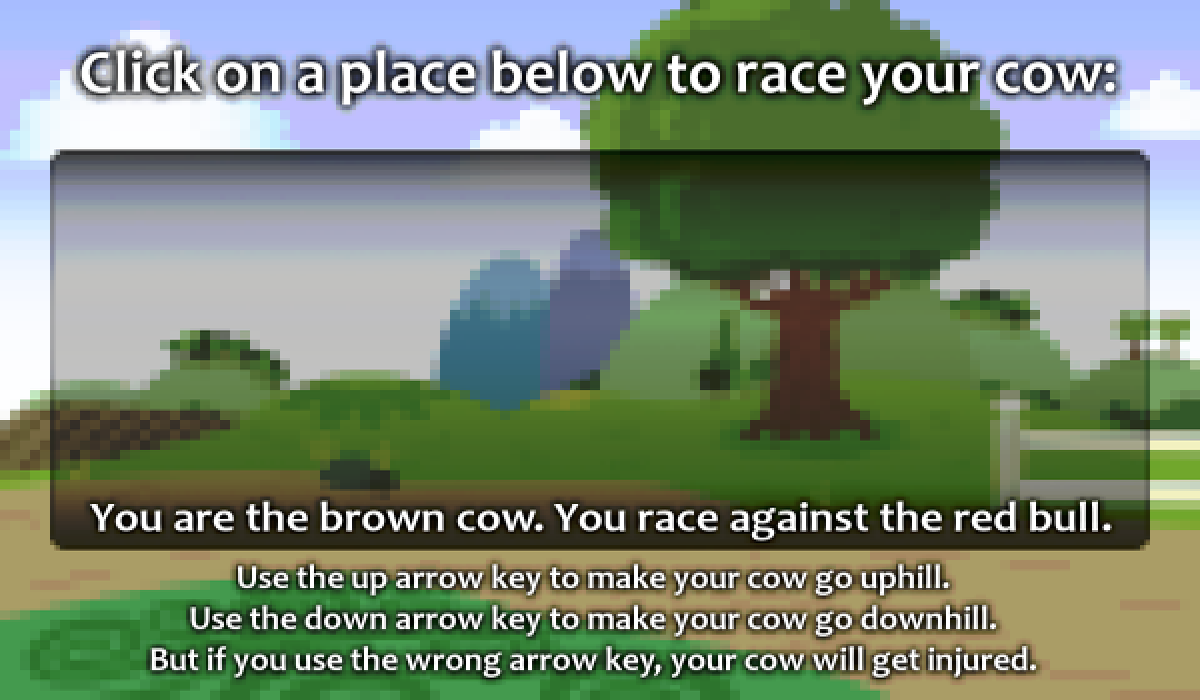 Click on a place below to race your cow:
You are the brown cow. You race against the red bull.
Use the up arrow key to make your cow go uphill.
Use the down arrow key to make your cow go downhill.
But if you use the wrong arrow key, your cow will get injured.